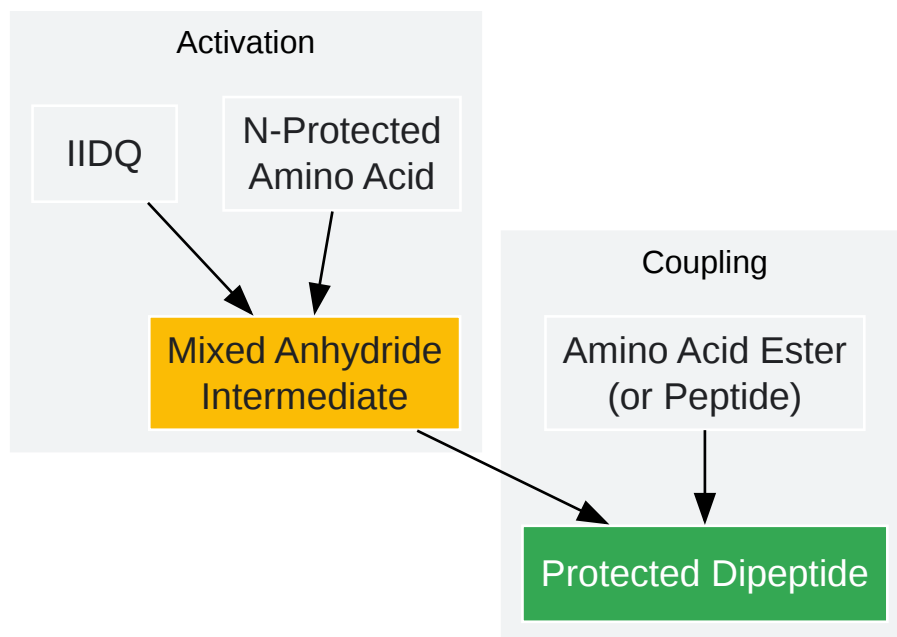 Activation
IIDQ
N-Protected
Amino Acid
Mixed Anhydride
Intermediate
Coupling
Amino Acid Ester
(or Peptide)
Protected Dipeptide